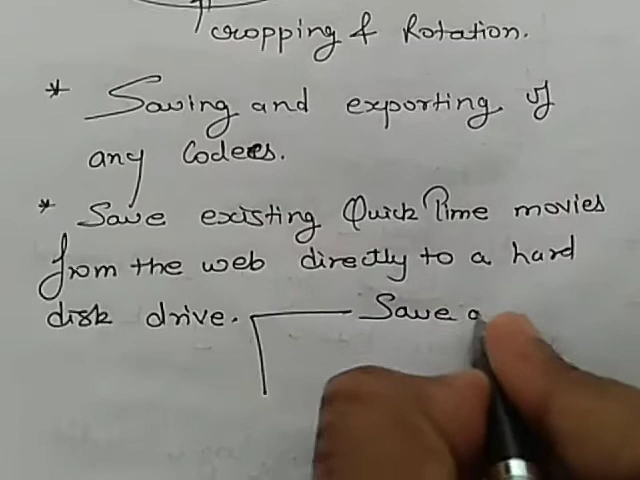 cropping & Rotation.
* Saving and exporting of
any Codecs.
* Save existing QuickTime movies
from the web directly to a hard
disk drive. Save a